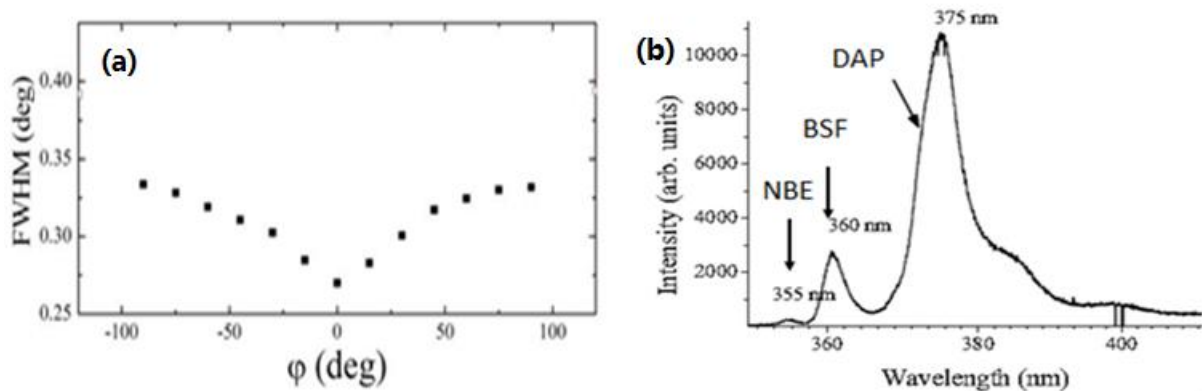 (a)
FWHM (deg)
0.40
0.35
0.30
0.25
-100
-50
0
50
100
φ (deg)
(b)
375 nm
DAP
BSF
NBE
360 nm
355 nm
Intensity (arb. units)
10000
8000
6000
4000
2000
360
380
400
Wavelength (nm)